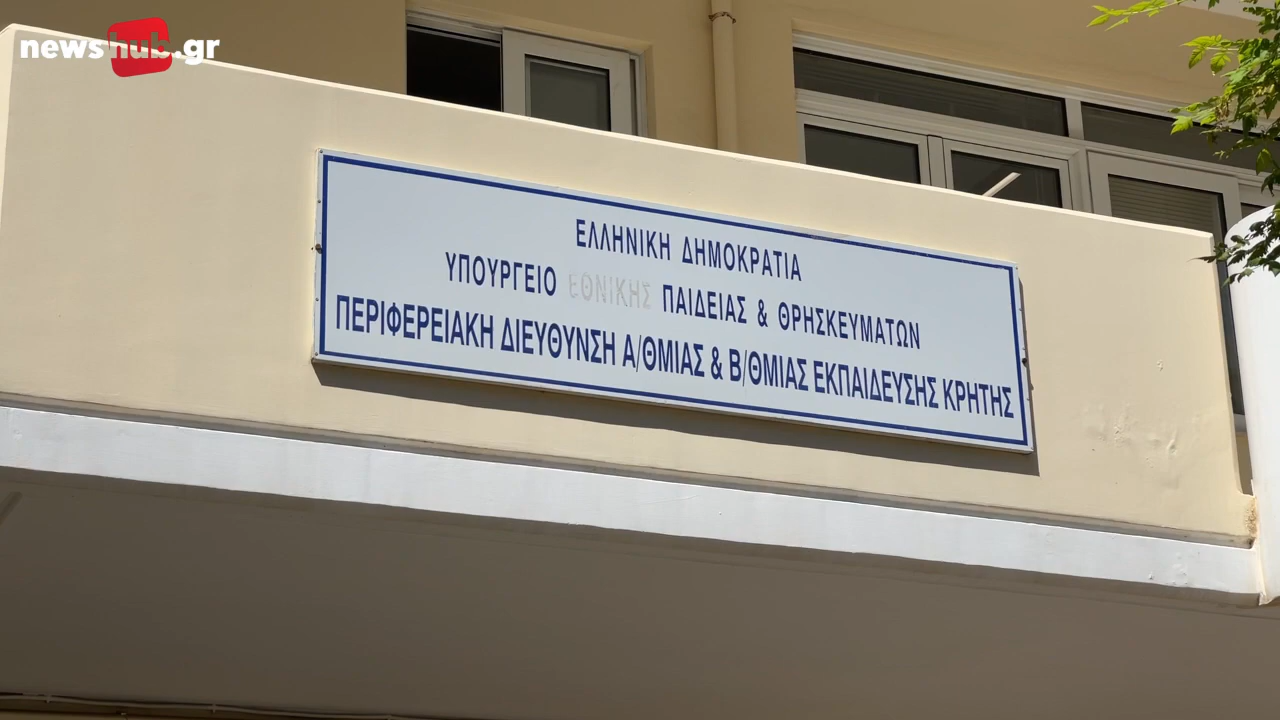 newshub.gr
ΕΛΛΗΝΙΚΗ ΔΗΜΟΚΡΑΤΙΑ
ΥΠΟΥΡΓΕΙΟ ΕΘΝΙΚΗΣ ΠΑΙΔΕΙΑΣ & ΘΡΗΣΚΕΥΜΑΤΩΝ
ΠΕΡΙΦΕΡΕΙΑΚΗ ΔΙΕΥΘΥΝΣΗ Α/ΘΜΙΑΣ & Β/ΘΜΙΑΣ ΕΚΠΑΙΔΕΥΣΗΣ ΚΡΗΤΗΣ